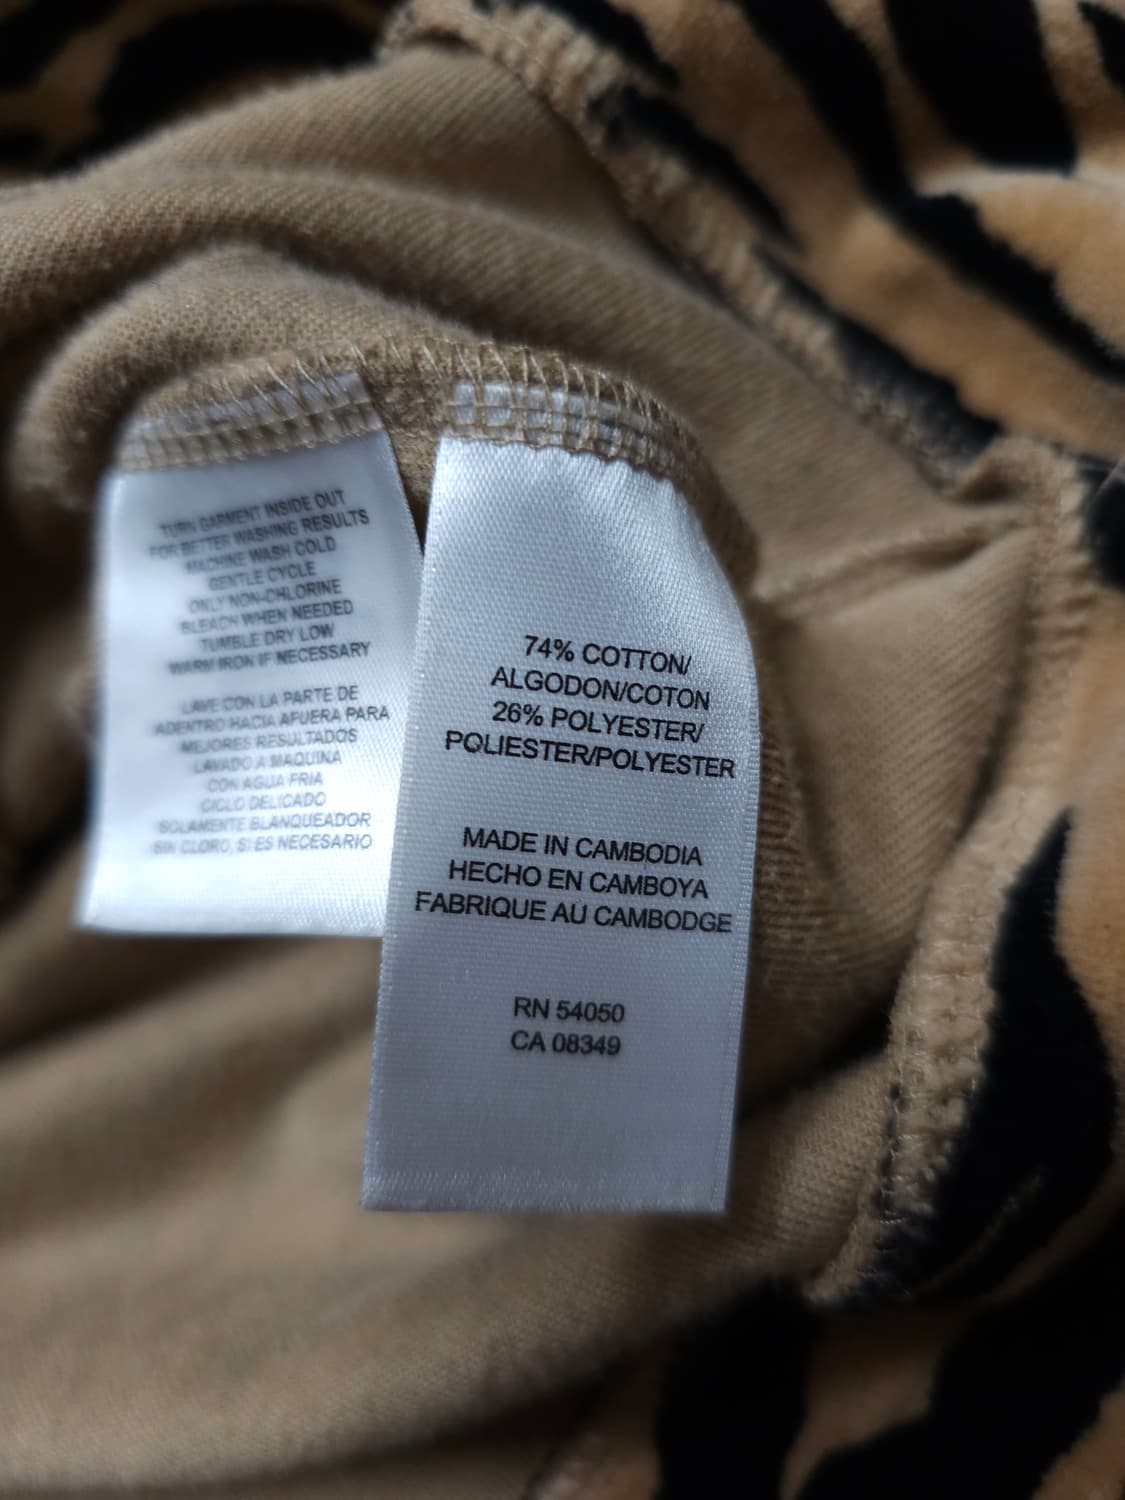 TURN GARMENT INSIDE OUT
FOR BETTER WASHING RESULTS
MACHINE WASH COLD
GENTLE CYCLE
ONLY NON-CHLORINE
BLEACH WHEN NEEDED
TUMBLE DRY LOW
WARM IRON IF NECESSARY
LAVE CON LA PARTE DE
ADENTRO HACIA AFUERA PARA
MEJORES RESULTADOS
LAVADO A MAQUINA
CON AGUA FRIA
CICLO DELICADO
SOLAMENTE BLANQUEADOR
SIN CLORO, SI ES NECESARIO
74% COTTON/
ALGODON/COTON
26% POLYESTER/
POLIESTER/POLYESTER
MADE IN CAMBODIA
HECHO EN CAMBOYA
FABRIQUE AU CAMBODGE
RN 54050
CA 08349